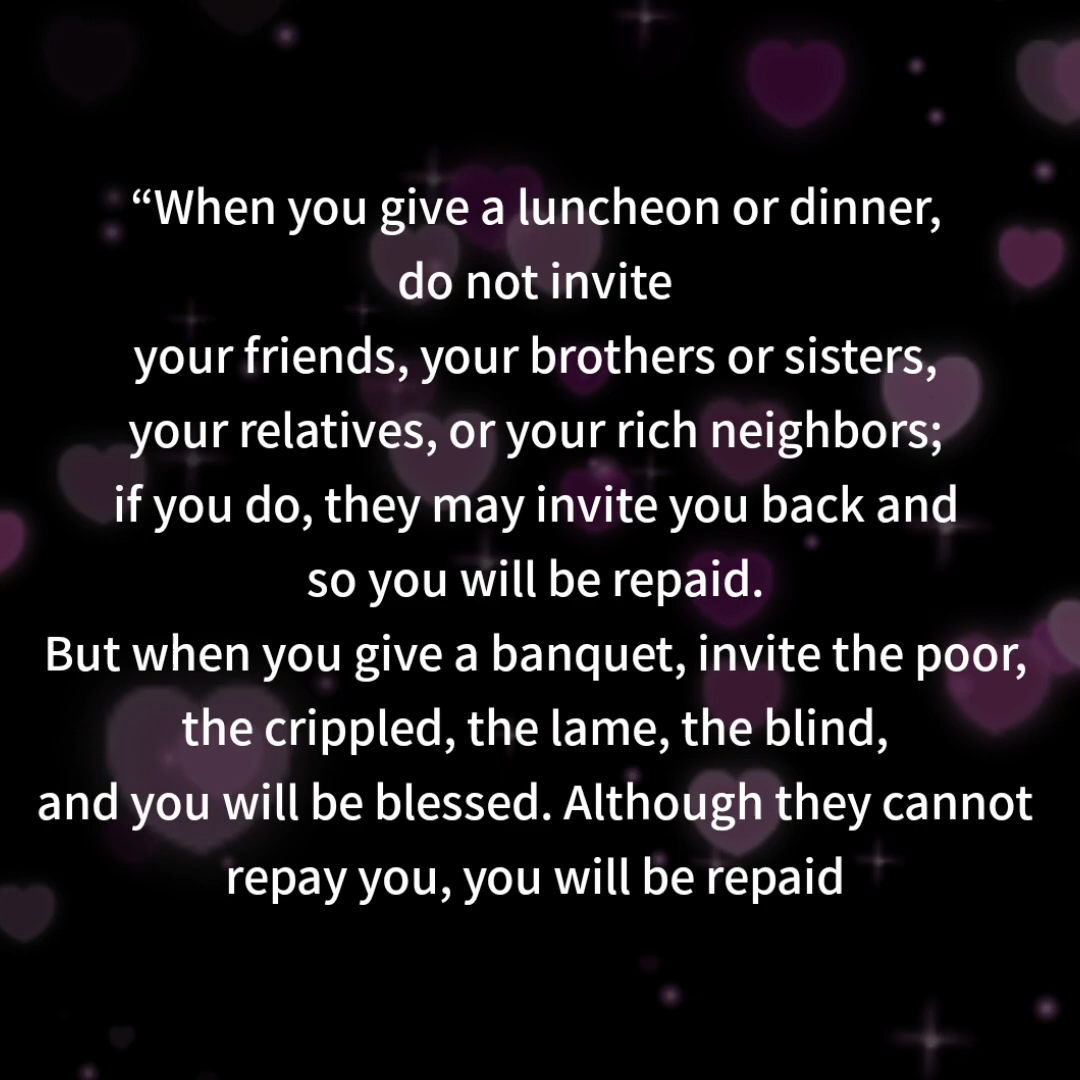 “When you give a luncheon or dinner,
do not invite
your friends, your brothers or sisters,
your relatives, or your rich neighbors;
if you do, they may invite you back and
so you will be repaid.
But when you give a banquet, invite the poor,
the crippled, the lame, the blind,
and you will be blessed. Although they cannot
repay you, you will be repaid